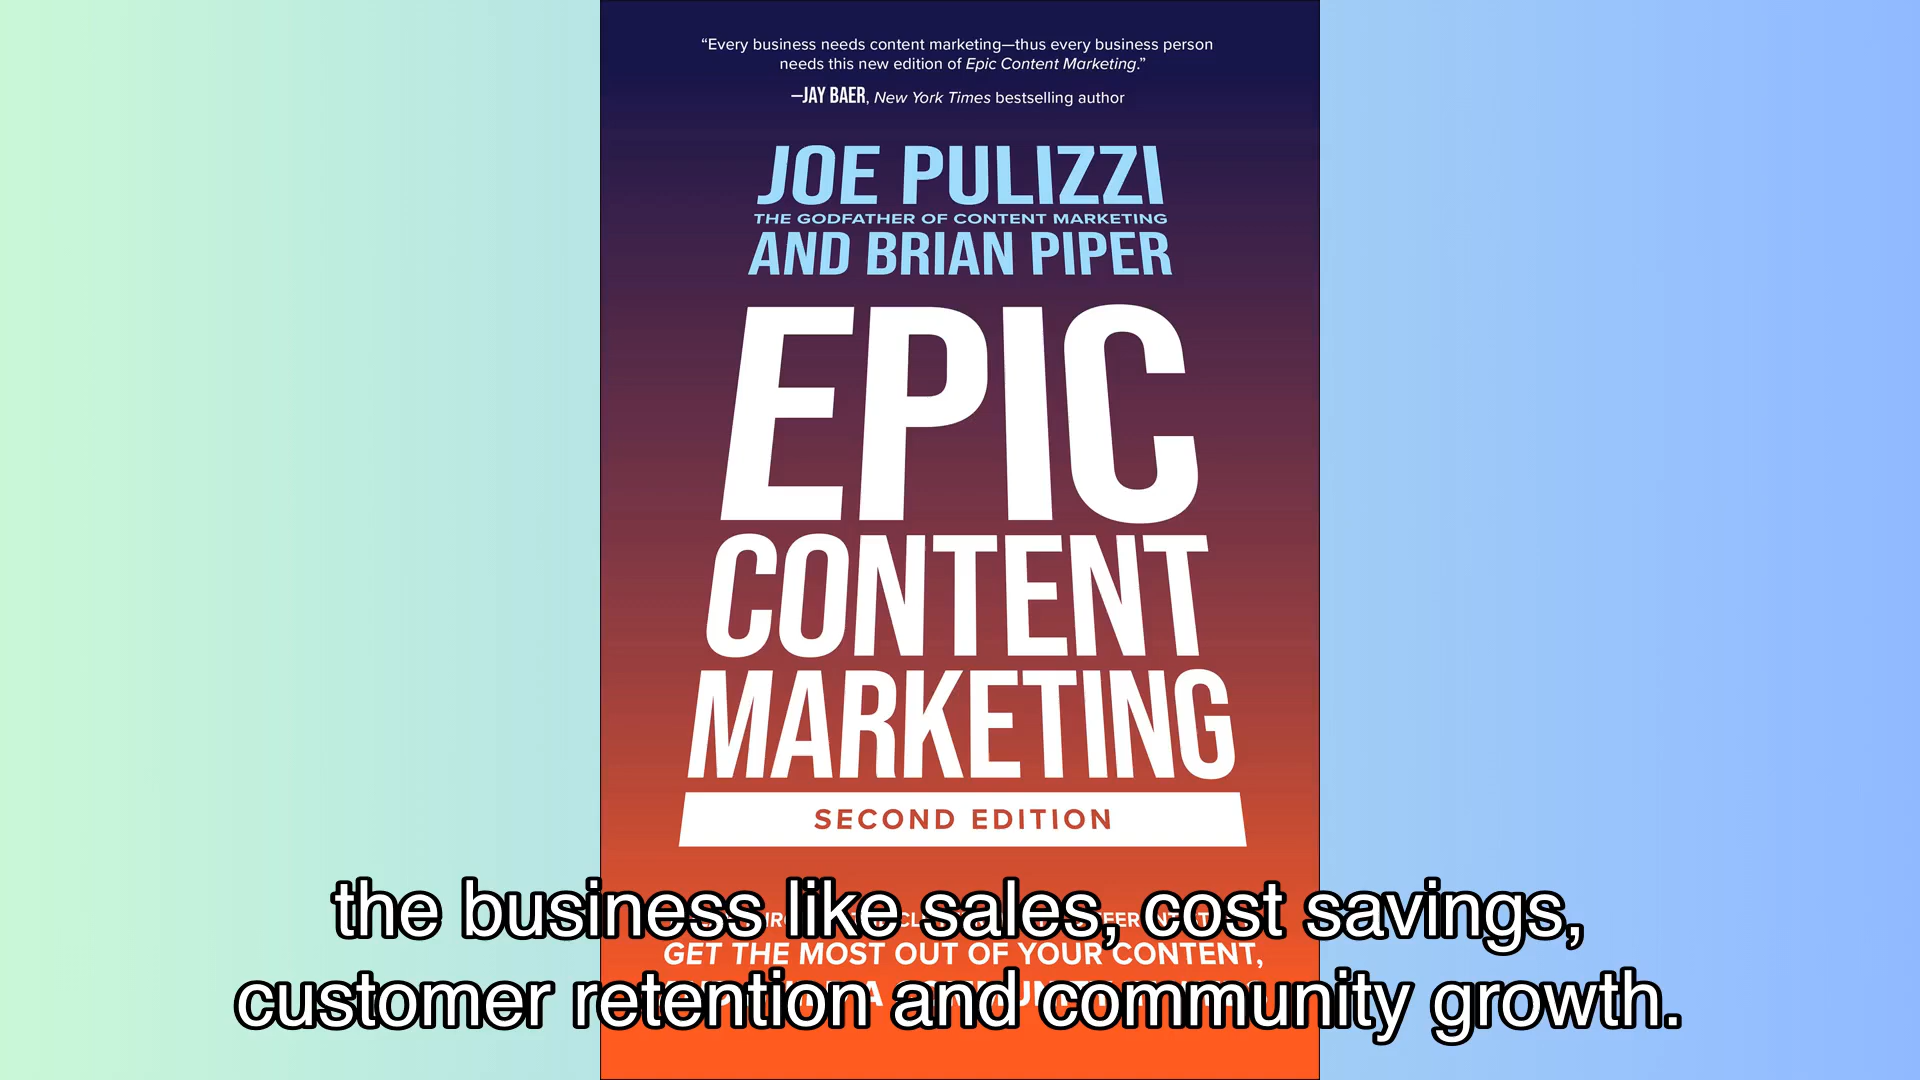 “Every business needs content marketing—thus every business person
needs this new edition of Epic Content Marketing.”
—JAY BAER, New York Times bestselling author
JOE PULIZZI
THE GODFATHER OF CONTENT MARKETING
AND BRIAN PIPER
EPIC
CONTENT
MARKETING
SECOND EDITION
GET THE MOST OUT OF YOUR CONTENT,
the business like sales, cost savings,
customer retention and community growth.